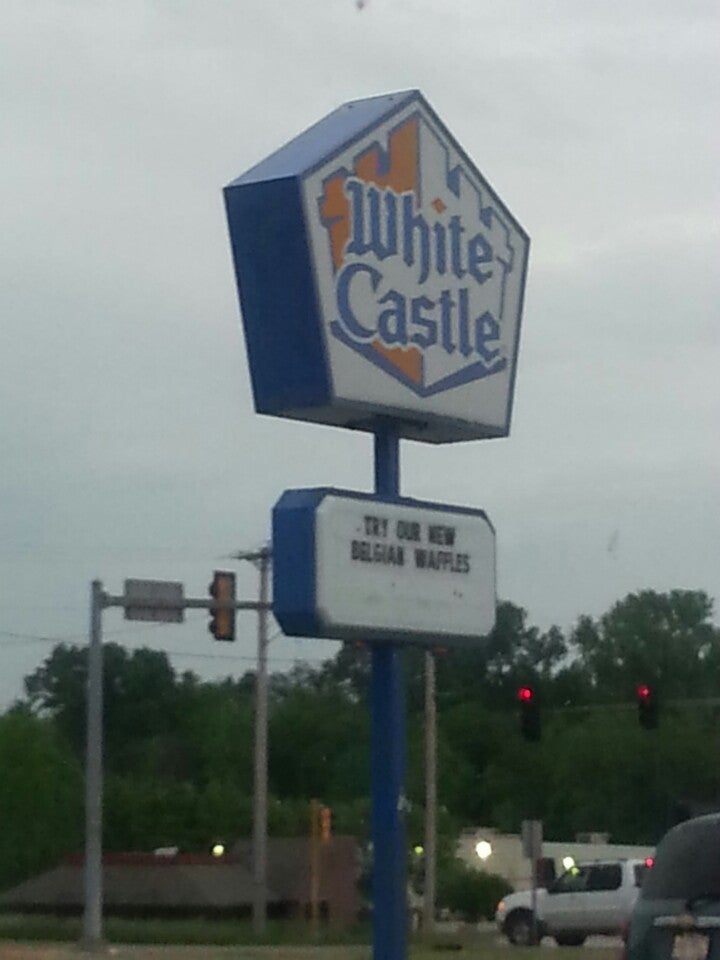 White
Castle
TRY OUR NEW
BELGIAN WAFFLES